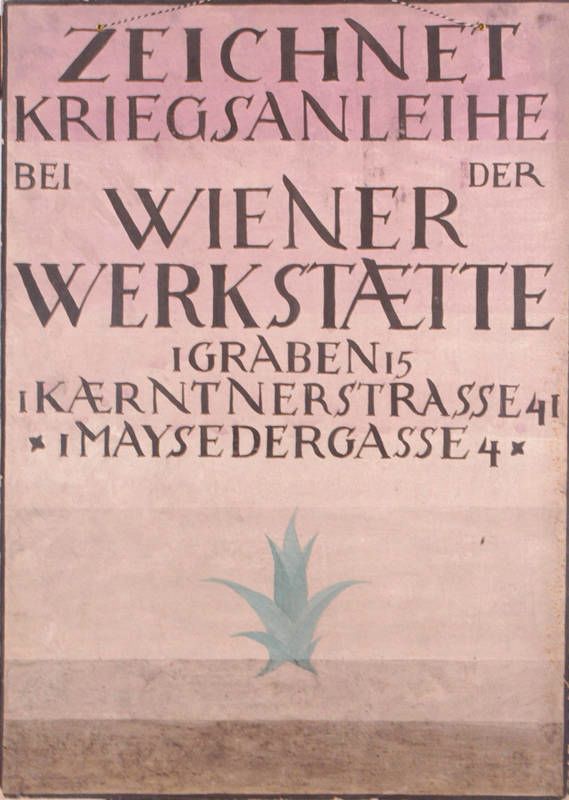 ZEICHNET
KRIEGSANLEIHE
BEI DER
WIENER
WERKSTÆTTE
I GRABEN 15
I KÆRNTNERSTRASSE 41
I MAYSEDERGASSE 4